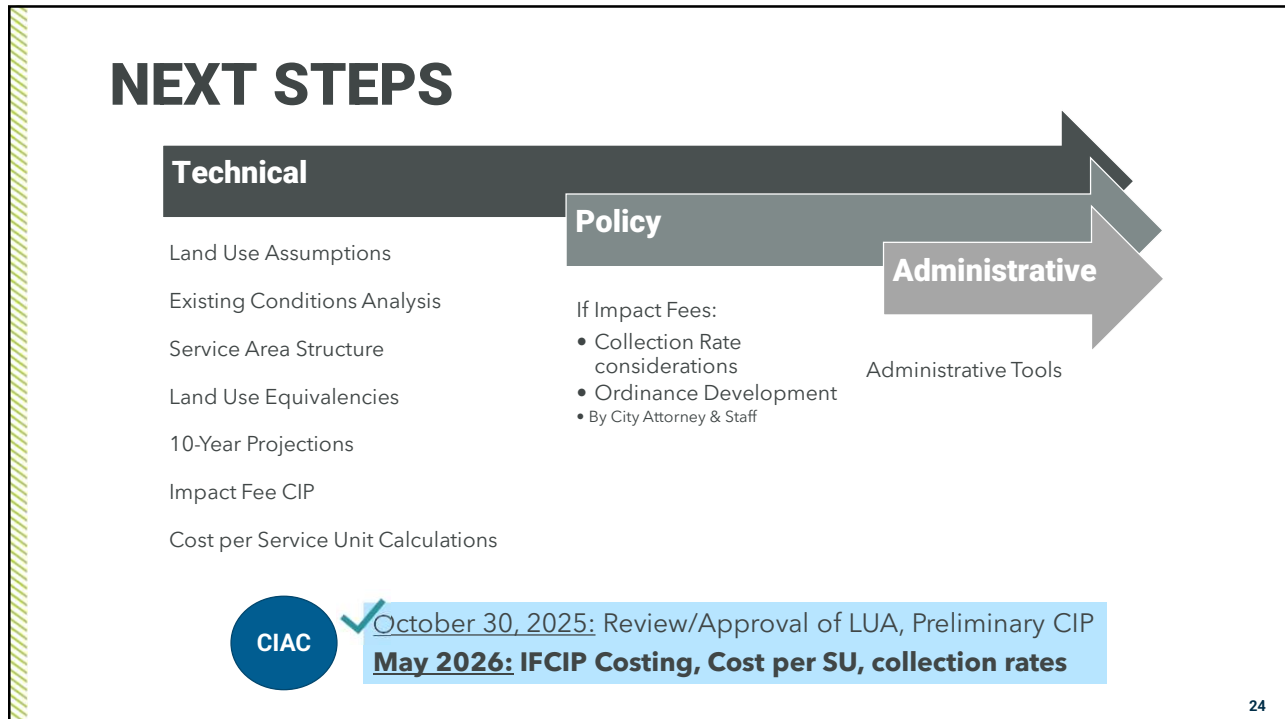 NEXT STEPS
Technical
Policy
Administrative
Land Use Assumptions
Existing Conditions Analysis
Service Area Structure
Land Use Equivalencies
10-Year Projections
Impact Fee CIP
Cost per Service Unit Calculations
If Impact Fees:
• Collection Rate
considerations
• Ordinance Development
• By City Attorney & Staff
Administrative Tools
CIAC
October 30, 2025: Review/Approval of LUA, Preliminary CIP
May 2026: IFCIP Costing, Cost per SU, collection rates
24